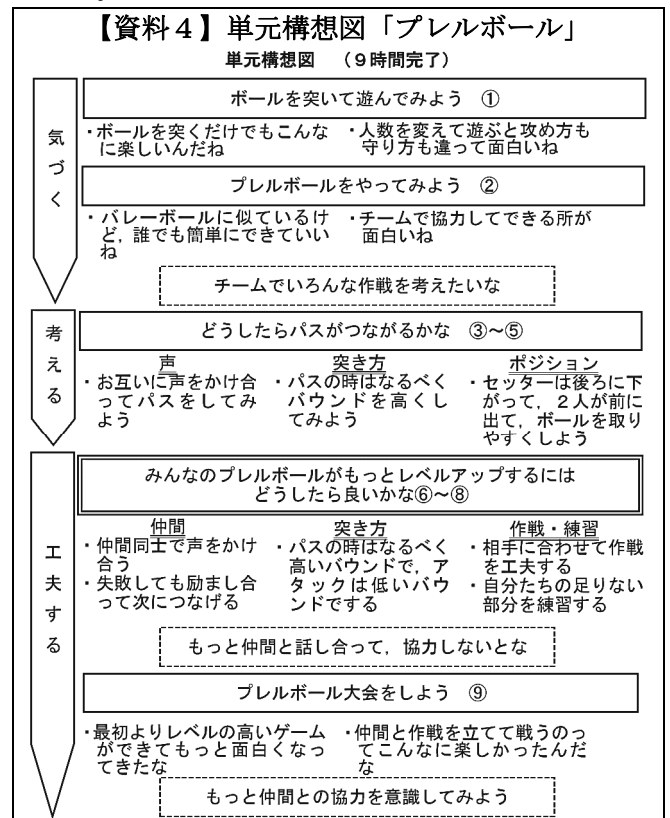 【資料４】単元構想図「プレルボール」
単元構想図　（９時間完了）
気づく
ボールを突いて遊んでみよう　①
・ボールを突くだけでもこんな
に楽しいんだね
・人数を変えて遊ぶと攻め方も
守り方も違って面白いね
プレルボールをやってみよう　②
・バレーボールに似ているけ
ど，誰でも簡単にできていい
ね
・チームで協力してできる所が
面白いね
チームでいろんな作戦を考えたいな
考える
どうしたらパスがつながるかな　③～⑤
声
・お互いに声をかけ合
ってパスをしてみ
よう
突き方
・パスの時はなるべく
バウンドを高くし
てみよう
ポジション
・セッターは後ろに下
がって，２人が前に
出て，ボールを取り
やすくしよう
工夫する
みんなのプレルボールがもっとレベルアップするには
どうしたら良いかな⑥～⑧
仲間
・仲間同士で声をかけ
合う
・失敗しても励まし合
って次につなげる
突き方
・パスの時はなるべく
高いバウンドで，ア
タックは低いバウ
ンドでする
作戦・練習
・相手に合わせて作戦
を工夫する
・自分たちの足りない
部分を練習する
もっと仲間と話し合って，協力しないとな
プレルボール大会をしよう　⑨
・最初よりレベルの高いゲーム
ができてもっと面白くなっ
てきたな
・仲間と作戦を立てて戦うのっ
てこんなに楽しかったんだ
な
もっと仲間との協力を意識してみよう